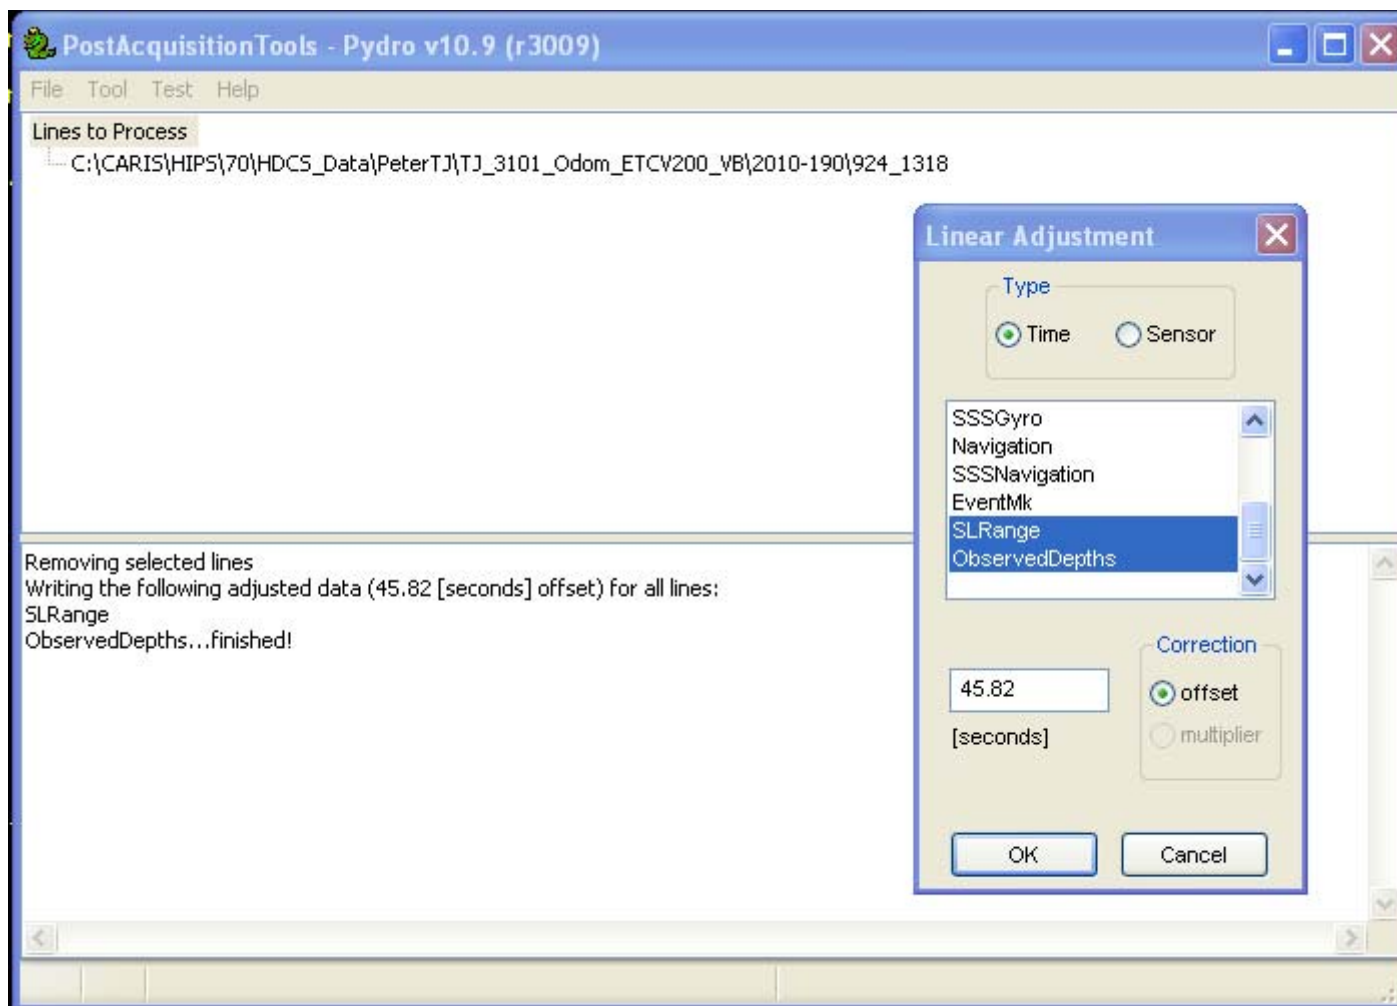 PostAcquisitionTools - Pydro v10.9 (r3009)
File Tool Test Help
Lines to Process
C:\CARIS\HIPS\70\HDCS_Data\PeterTJ\TJ_3101_Odom_ETCV200_VB\2010-190\924_1318
Removing selected lines
Writing the following adjusted data (45.82 [seconds] offset) for all lines:
SLRange
ObservedDepths...finished!
Linear Adjustment
Type
Time Sensor
SSSGyro
Navigation
SSSNavigation
EventMk
SLRange
ObservedDepths
45.82
[seconds]
Correction
offset
multiplier
OK Cancel